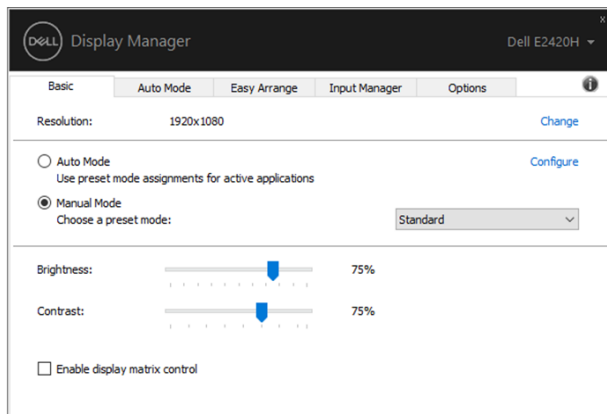 DELL Display Manager
Dell E2420H
Basic Auto Mode Easy Arrange Input Manager Options
Resolution: 1920x1080 Change
Auto Mode Configure
Use preset mode assignments for active applications
Manual Mode
Choose a preset mode: Standard
Brightness: 75%
Contrast: 75%
Enable display matrix control